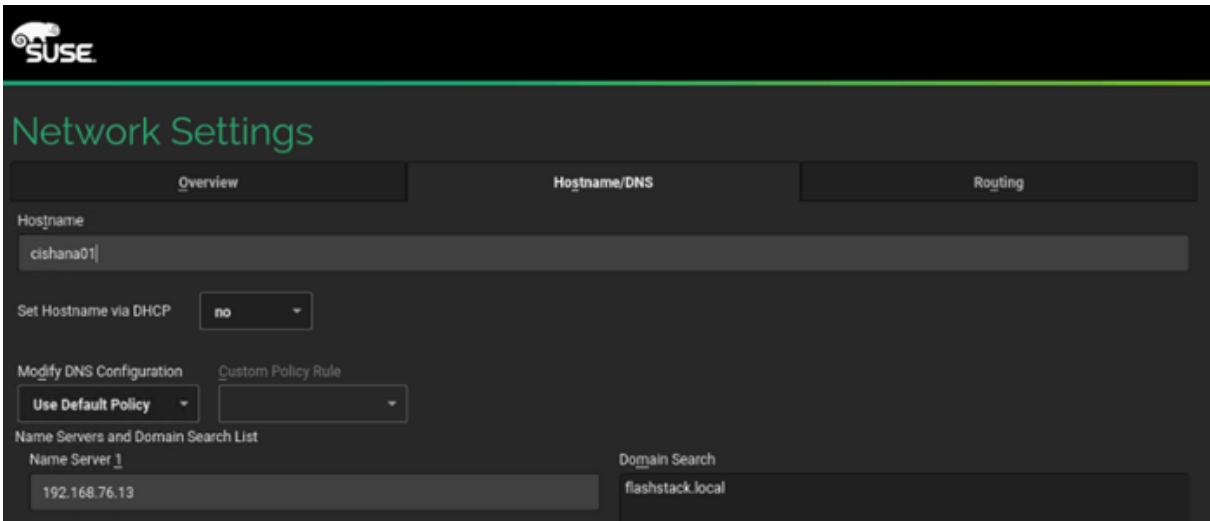 SUSE.
Network Settings
Overview Hostname/DNS Routing
Hostname
cishana01
Set Hostname via DHCP no
Modify DNS Configuration Custom Policy Rule
Use Default Policy
Name Servers and Domain Search List
Name Server 1 Domain Search
192.168.76.13 flashstack.local